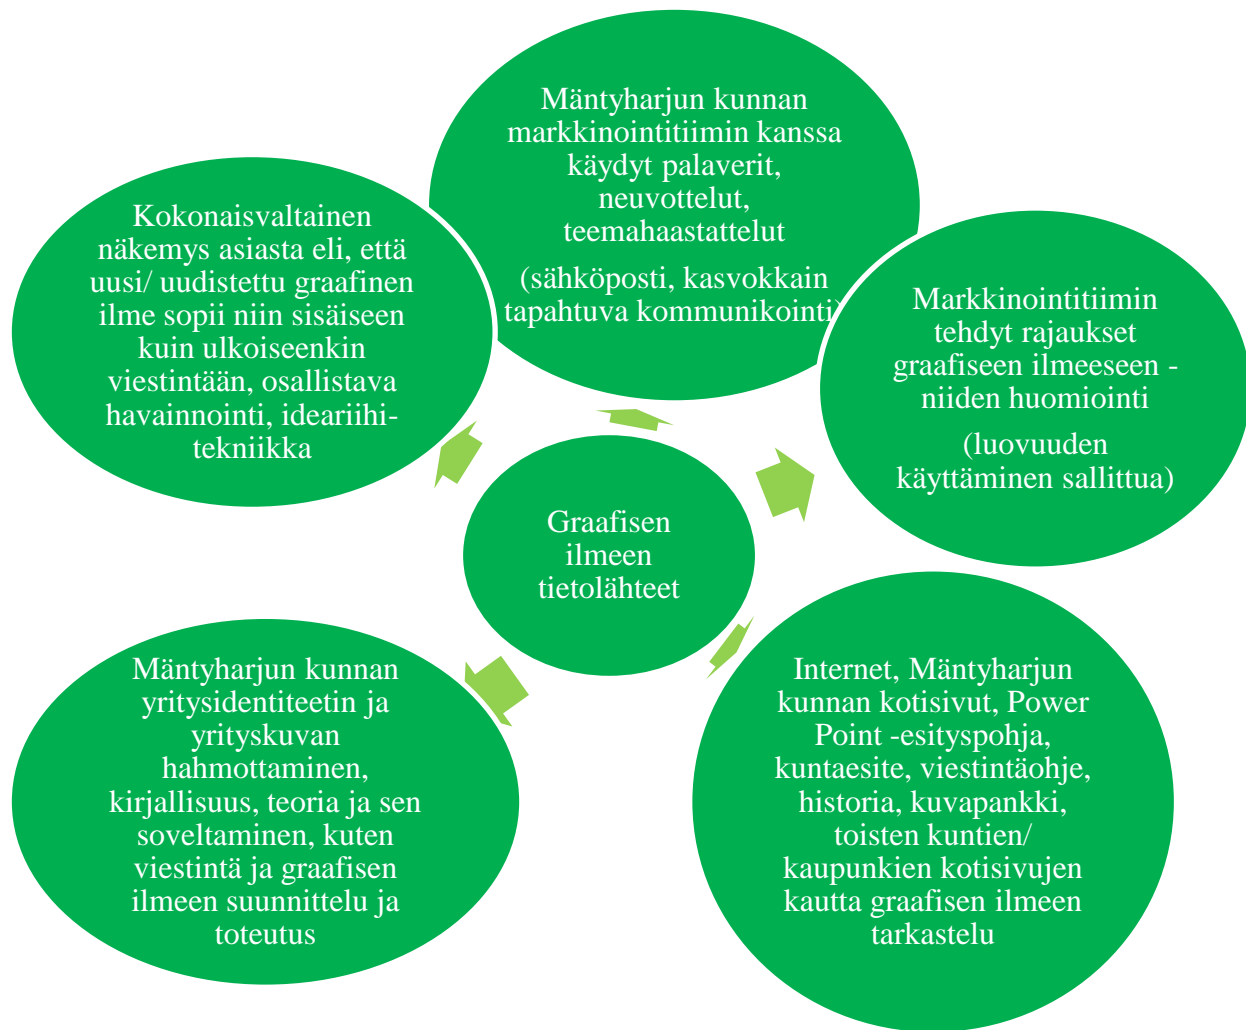 Mäntyharjun kunnan
markkinointitiimin kanssa
käydyt palaverit,
neuvottelut,
teemahaastattelut
(sähköposti, kasvokkain
tapahtuva kommunikointi)
Kokonaisvaltainen
näkemys asiasta eli, että
uusi/ uudistettu graafinen
ilme sopii niin sisäiseen
kuin ulkoiseenkin
viestintään, osallistava
havainnointi, ideariihi-
tekniikka
Markkinointitiimin
tehdyt rajaukset
graafiseen ilmeeseen -
niiden huomiointi
(luovuuden
käyttäminen sallittua)
Graafisen
ilmeen
tietolähteet
Mäntyharjun kunnan
yritysidentiteetin ja
yrityskuvan
hahmottaminen,
kirjallisuus, teoria ja sen
soveltaminen, kuten
viestintä ja graafisen
ilmeen suunnittelu ja
toteutus
Internet, Mäntyharjun
kunnan kotisivut, Power
Point -esityspohja,
kuntaesite, viestintäohje,
historia, kuvapankki,
toisten kuntien/
kaupunkien kotisivujen
kautta graafisen ilmeen
tarkastelu